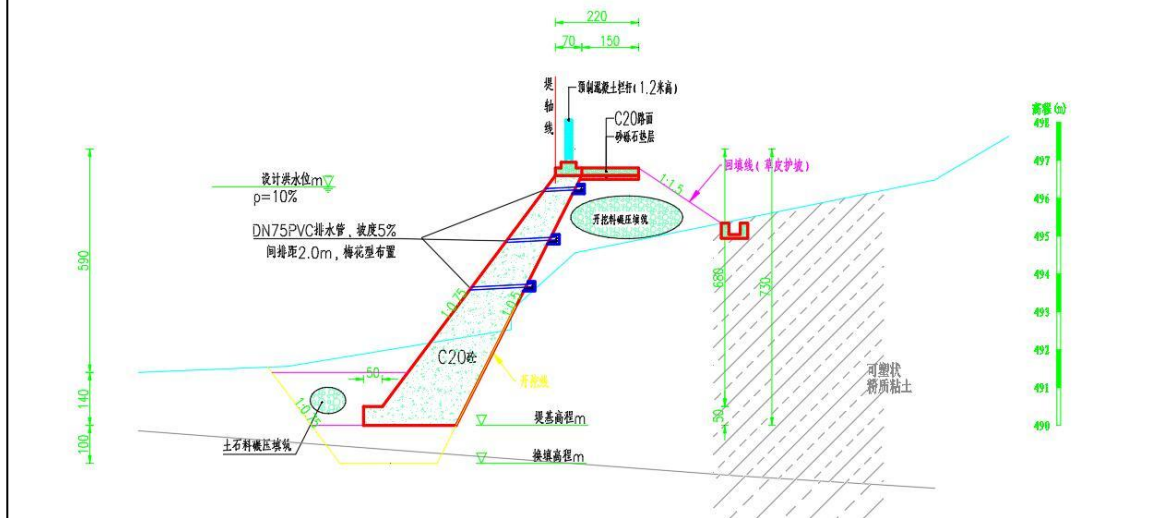 220
70
150
堤轴线
预制混凝土栏杆(1.2米高)
C20路面
砂砾石垫层
高程(m)
498
497
496
495
494
493
492
491
490
回填线(草皮护坡)
1:1.5
设计洪水位m
p=10%
DN75PVC排水管，坡度5%
间排距2.0m，梅花型布置
开挖料碾压填筑
590
140
100
680
50
730
1:0.75
1:0.5
C20砼
50
开挖线
1:0.75
土石料碾压填筑
堤基高程m
换填高程m
可塑状
粉质粘土